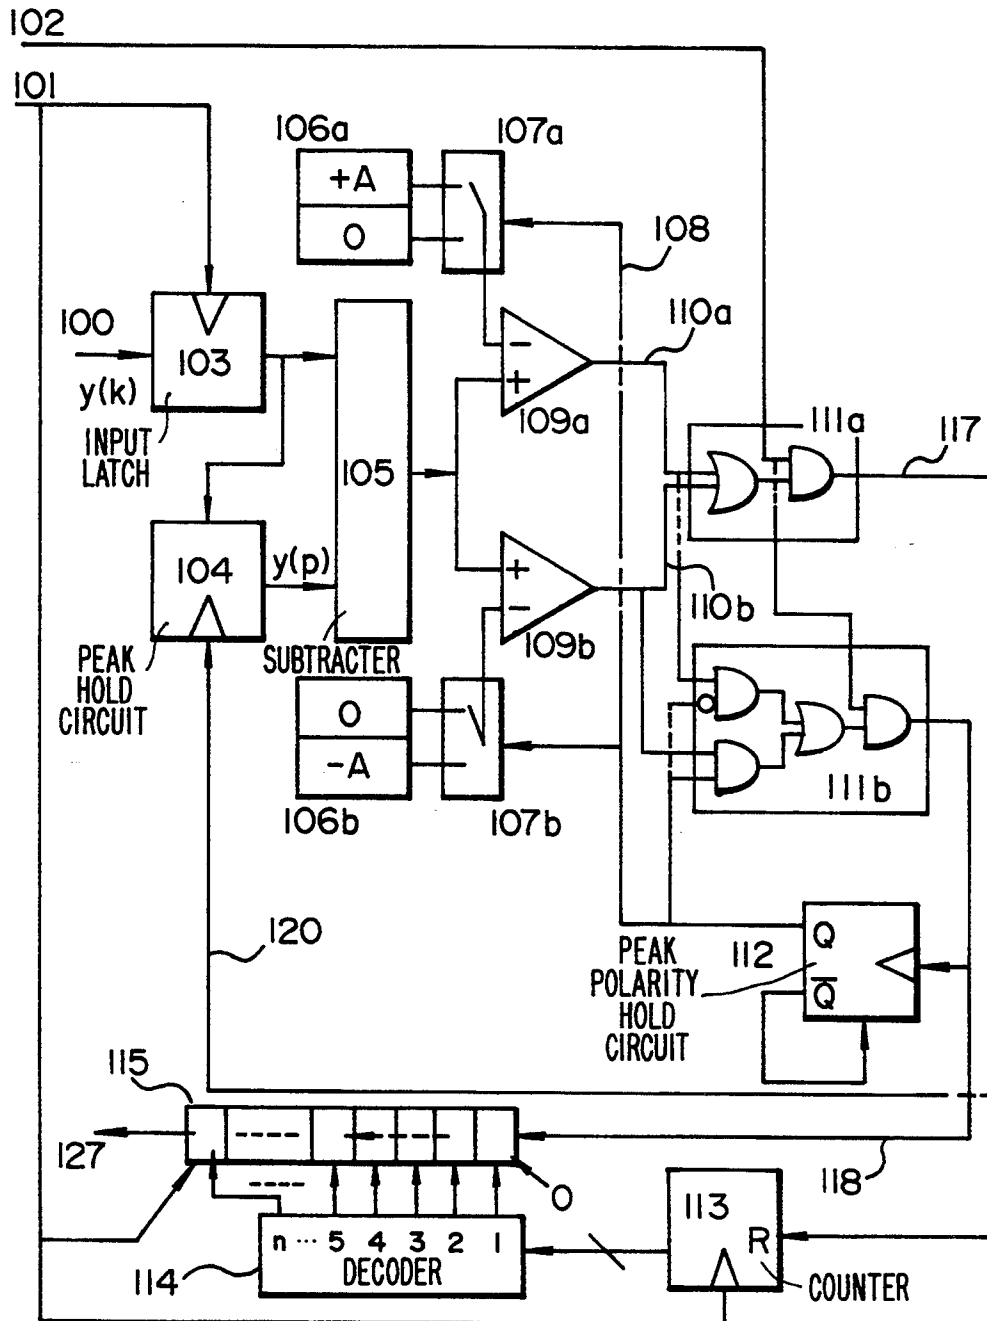 102
101
106a
107a
+A
0
108
100
103
y(k)
INPUT
LATCH
110a
109a
111a
117
105
104
y(p)
PEAK
HOLD
CIRCUIT
SUBTRACTER
109b
110b
0
-A
106b
107b
111b
120
PEAK
POLARITY
HOLD
CIRCUIT
112
Q
Q̅
115
127
118
0
n ... 5 4 3 2 1
DECODER
114
113
R
COUNTER
- +
+ -